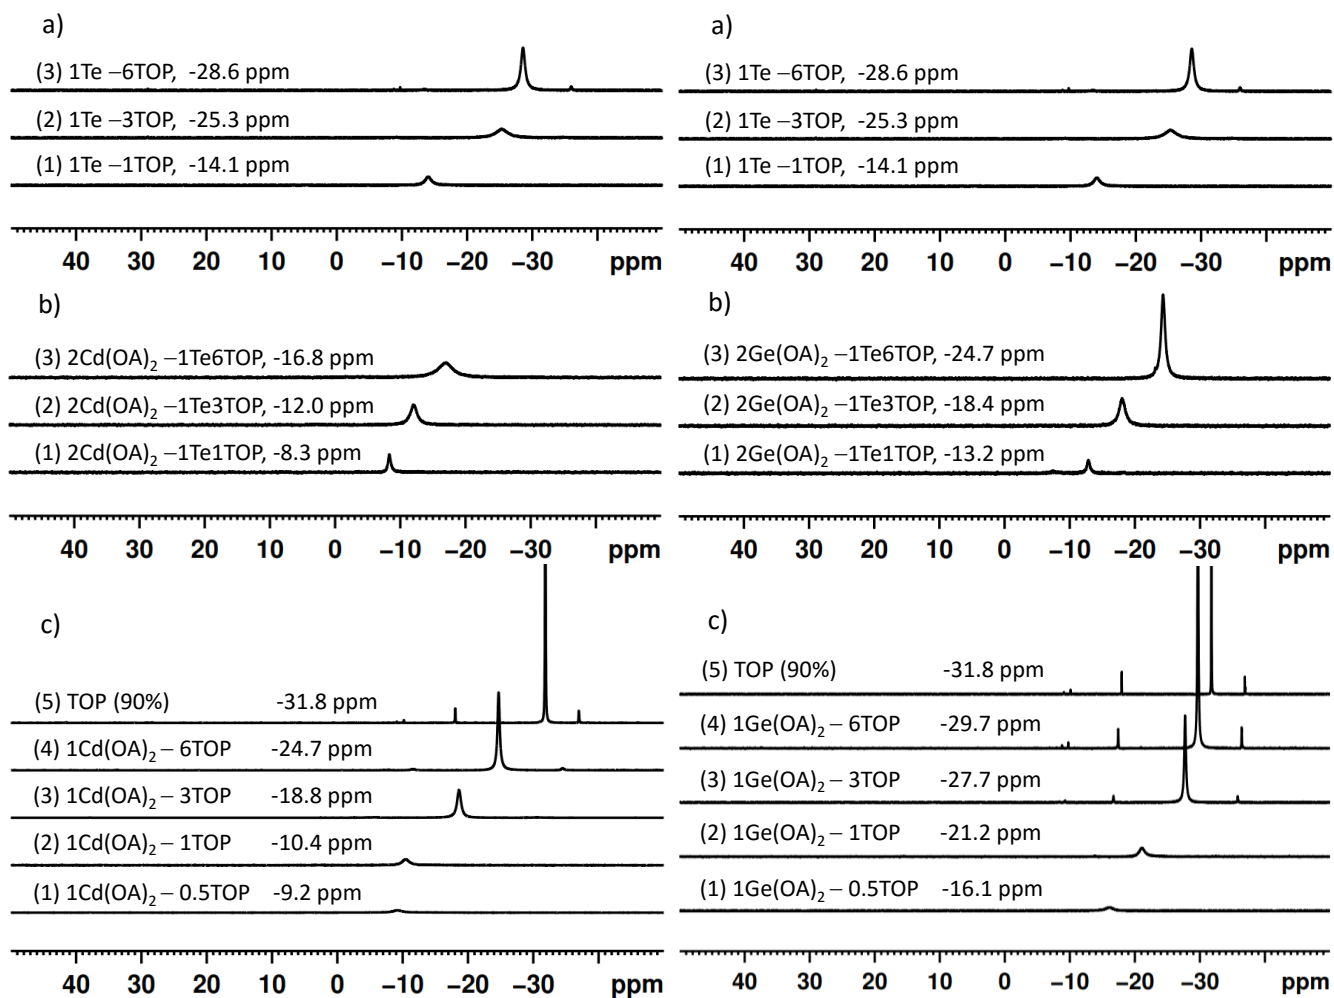 a)
(3) 1Te –6TOP, -28.6 ppm
(2) 1Te –3TOP, -25.3 ppm
(1) 1Te –1TOP, -14.1 ppm
40 30 20 10 0 −10 −20 −30 ppm
b)
(3) 2Cd(OA)₂ –1Te6TOP, -16.8 ppm
(2) 2Cd(OA)₂ –1Te3TOP, -12.0 ppm
(1) 2Cd(OA)₂ –1Te1TOP, -8.3 ppm
40 30 20 10 0 −10 −20 −30 ppm
c)
(5) TOP (90%) -31.8 ppm
(4) 1Cd(OA)₂ – 6TOP -24.7 ppm
(3) 1Cd(OA)₂ – 3TOP -18.8 ppm
(2) 1Cd(OA)₂ – 1TOP -10.4 ppm
(1) 1Cd(OA)₂ – 0.5TOP -9.2 ppm
40 30 20 10 0 −10 −20 −30 ppm
a)
(3) 1Te –6TOP, -28.6 ppm
(2) 1Te –3TOP, -25.3 ppm
(1) 1Te –1TOP, -14.1 ppm
40 30 20 10 0 −10 −20 −30 ppm
b)
(3) 2Ge(OA)₂ –1Te6TOP, -24.7 ppm
(2) 2Ge(OA)₂ –1Te3TOP, -18.4 ppm
(1) 2Ge(OA)₂ –1Te1TOP, -13.2 ppm
40 30 20 10 0 −10 −20 −30 ppm
c)
(5) TOP (90%) -31.8 ppm
(4) 1Ge(OA)₂ – 6TOP -29.7 ppm
(3) 1Ge(OA)₂ – 3TOP -27.7 ppm
(2) 1Ge(OA)₂ – 1TOP -21.2 ppm
(1) 1Ge(OA)₂ – 0.5TOP -16.1 ppm
40 30 20 10 0 −10 −20 −30 ppm